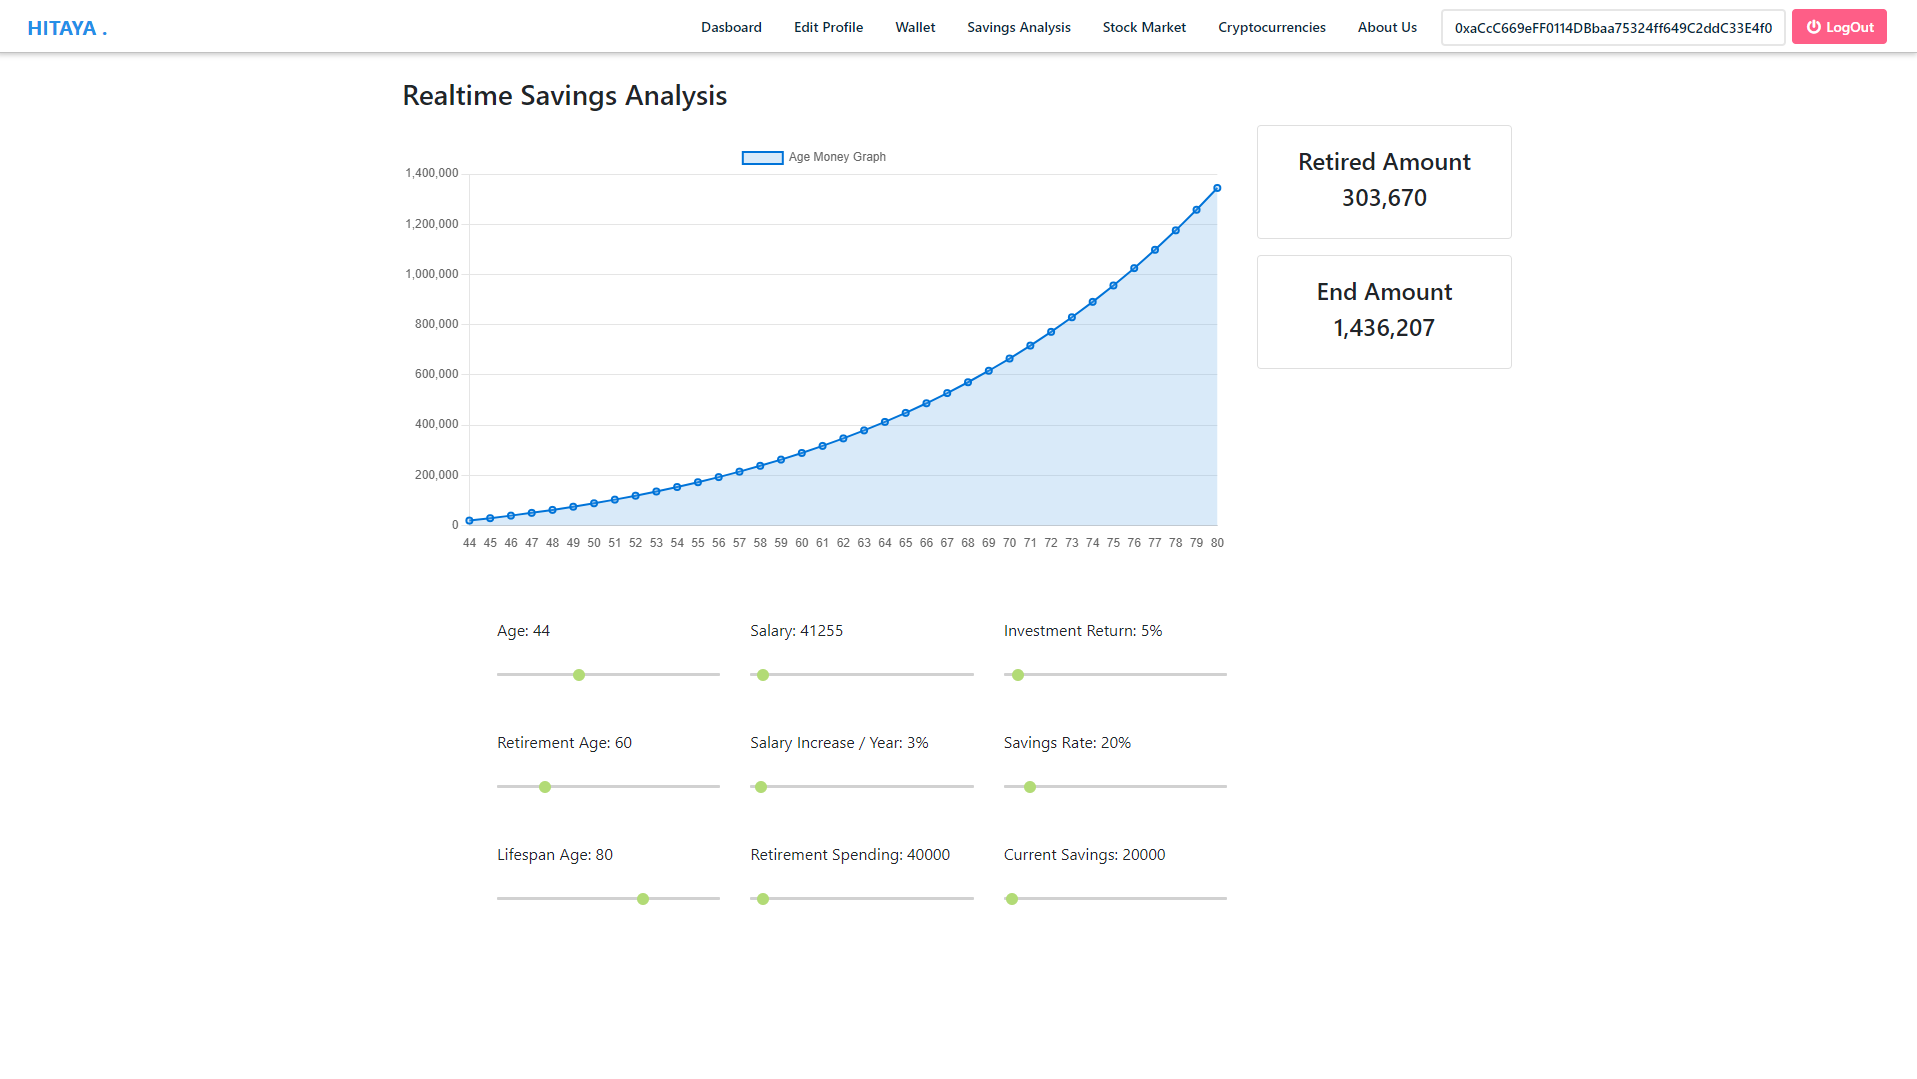 HITAYA .
Dasboard
Edit Profile
Wallet
Savings Analysis
Stock Market
Cryptocurrencies
About Us
0xaCcC669eFF0114DBbaa75324ff649C2ddC33E4f0
LogOut
Realtime Savings Analysis
Age Money Graph
1,400,000
1,200,000
1,000,000
800,000
600,000
400,000
200,000
0
44 45 46 47 48 49 50 51 52 53 54 55 56 57 58 59 60 61 62 63 64 65 66 67 68 69 70 71 72 73 74 75 76 77 78 79 80
Retired Amount
303,670
End Amount
1,436,207
Age: 44
Salary: 41255
Investment Return: 5%
Retirement Age: 60
Salary Increase / Year: 3%
Savings Rate: 20%
Lifespan Age: 80
Retirement Spending: 40000
Current Savings: 20000